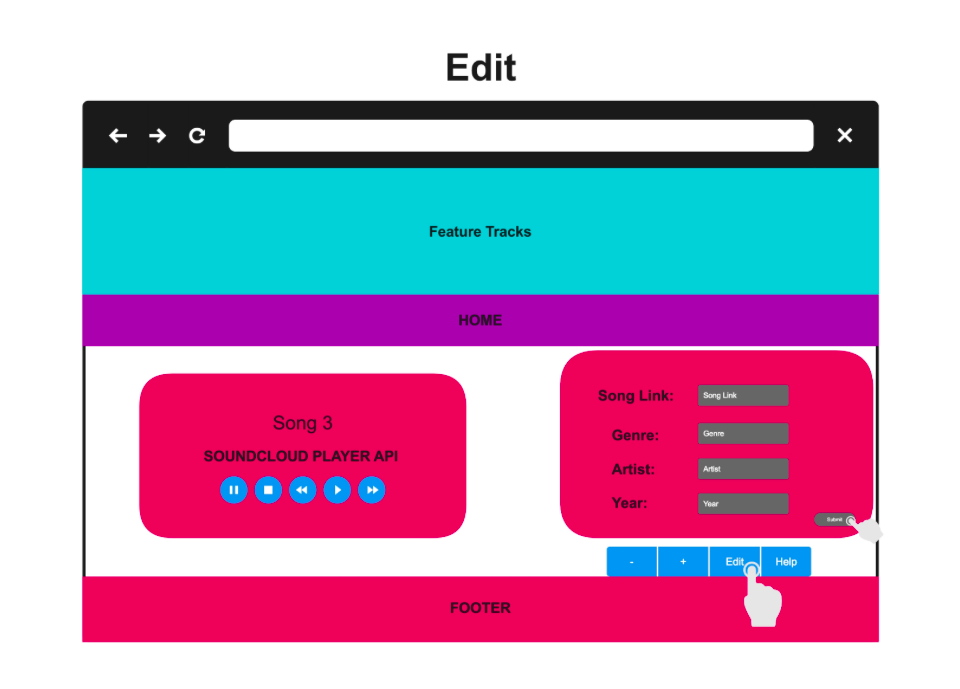 Edit
Feature Tracks
HOME
Song 3
SOUNDCLOUD PLAYER API
Song Link: Song Link
Genre: Genre
Artist: Artist
Year: Year
Submit
- + Edit Help
FOOTER